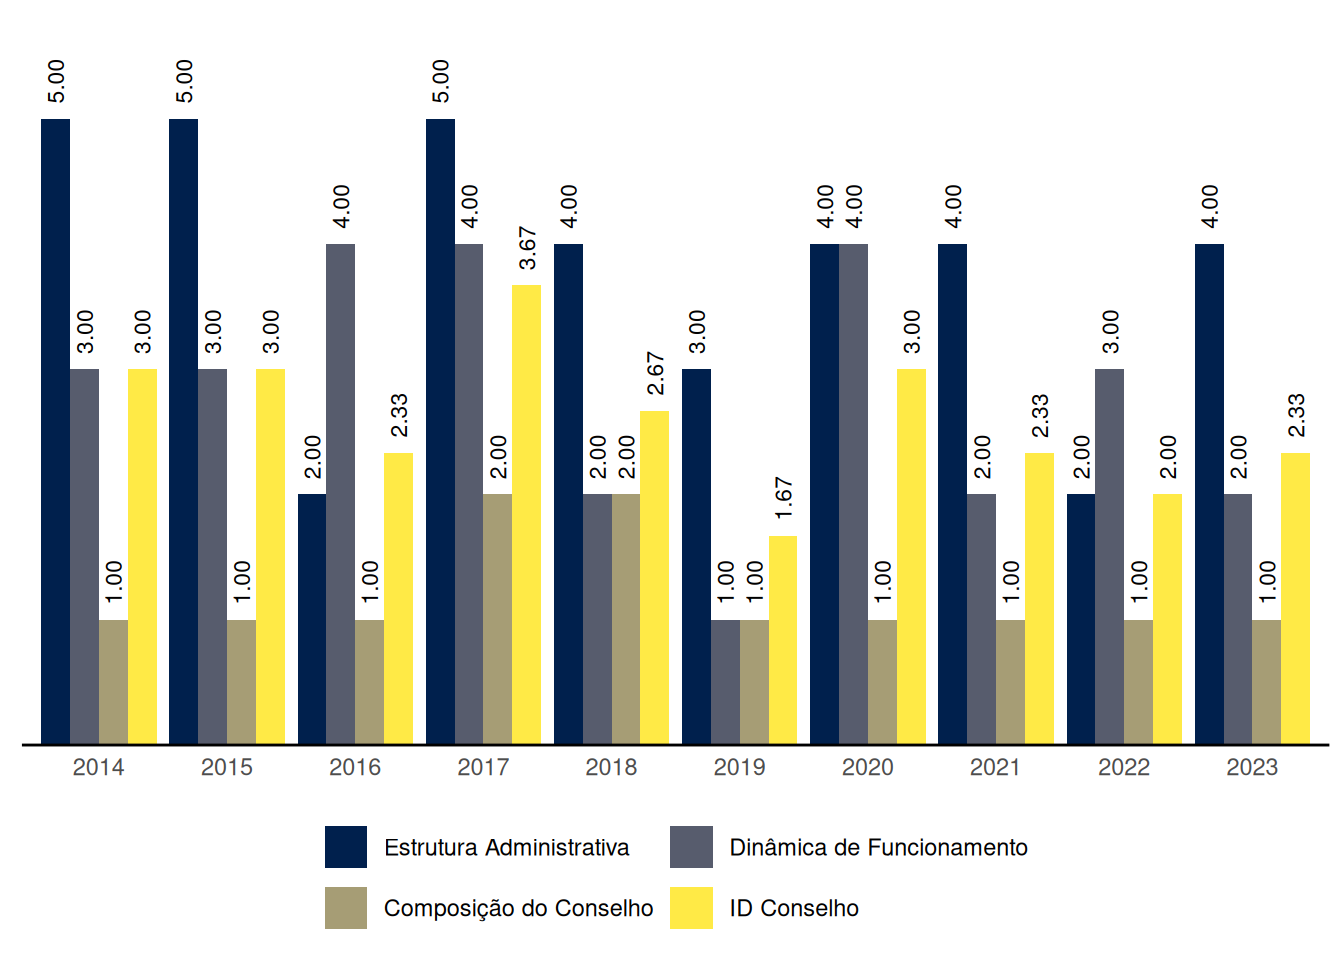 5.00 3.00 1.00 3.00
5.00 3.00 1.00 3.00
2.00 4.00 1.00 2.33
5.00 4.00 2.00 3.67
4.00 2.00 2.00 2.67
3.00 1.00 1.00 1.67
4.00 4.00 1.00 3.00
4.00 2.00 1.00 2.33
2.00 3.00 1.00 2.00
4.00 2.00 1.00 2.33
2014 2015 2016 2017 2018 2019 2020 2021 2022 2023
Estrutura Administrativa Dinâmica de Funcionamento
Composição do Conselho ID Conselho